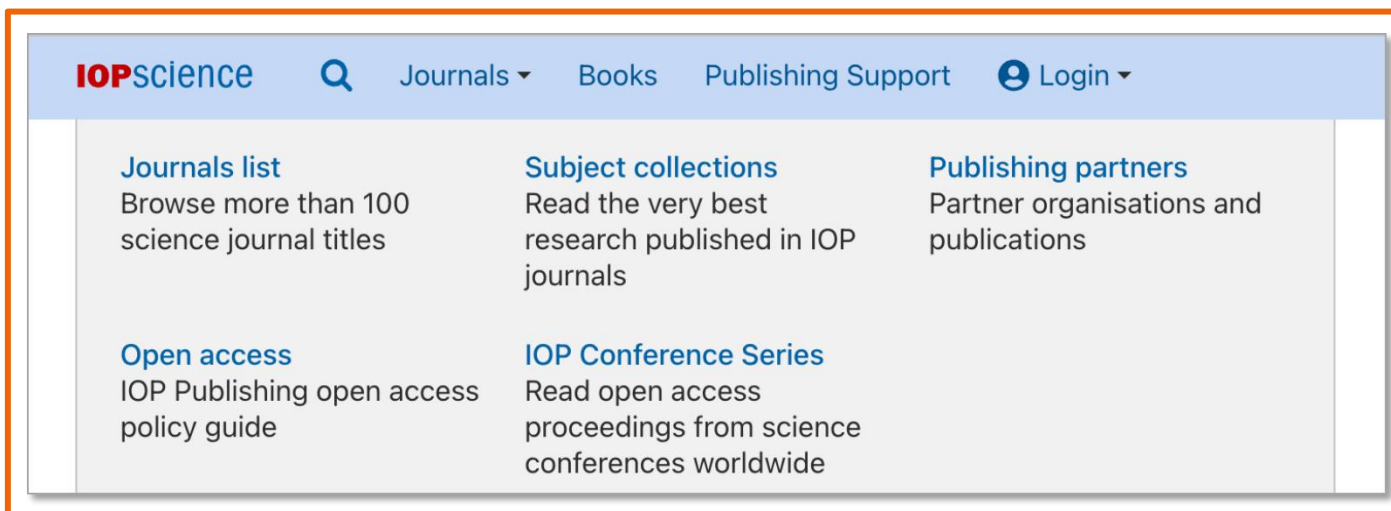 IOPscience Journals Books Publishing Support Login
Journals list
Browse more than 100
science journal titles
Subject collections
Read the very best
research published in IOP
journals
Publishing partners
Partner organisations and
publications
Open access
IOP Publishing open access
policy guide
IOP Conference Series
Read open access
proceedings from science
conferences worldwide